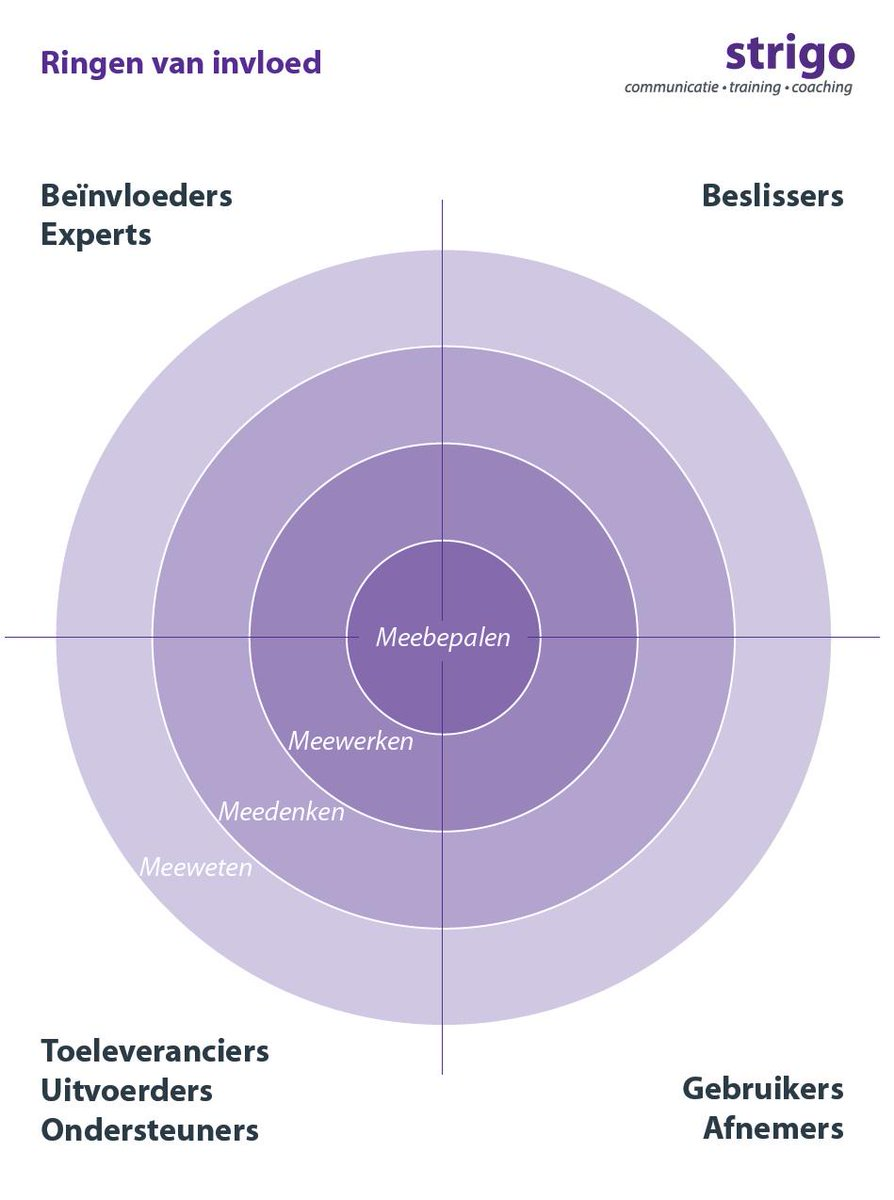 Ringen van invloed
strigo
communicatie • training • coaching
Beïnvloeders
Experts
Beslissers
Meebepalen
Meewerken
Meedenken
Meeweten
Toeleveranciers
Uitvoerders
Ondersteuners
Gebruikers
Afnemers